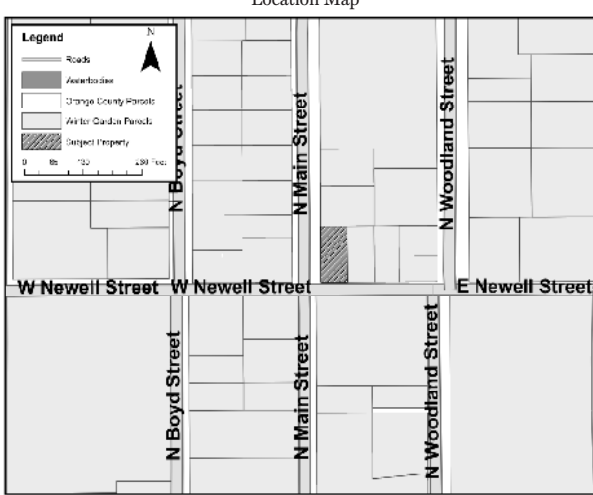 Location Map
Legend
N
Roads
Waterbodies
Orange County Parcels
Winter Garden Parcels
Subject Property
0
260 Feet
N Boyd Street
N Main Street
N Woodland Street
W Newell Street
W Newell Street
E Newell Street
N Boyd Street
N Main Street
N Woodland Street